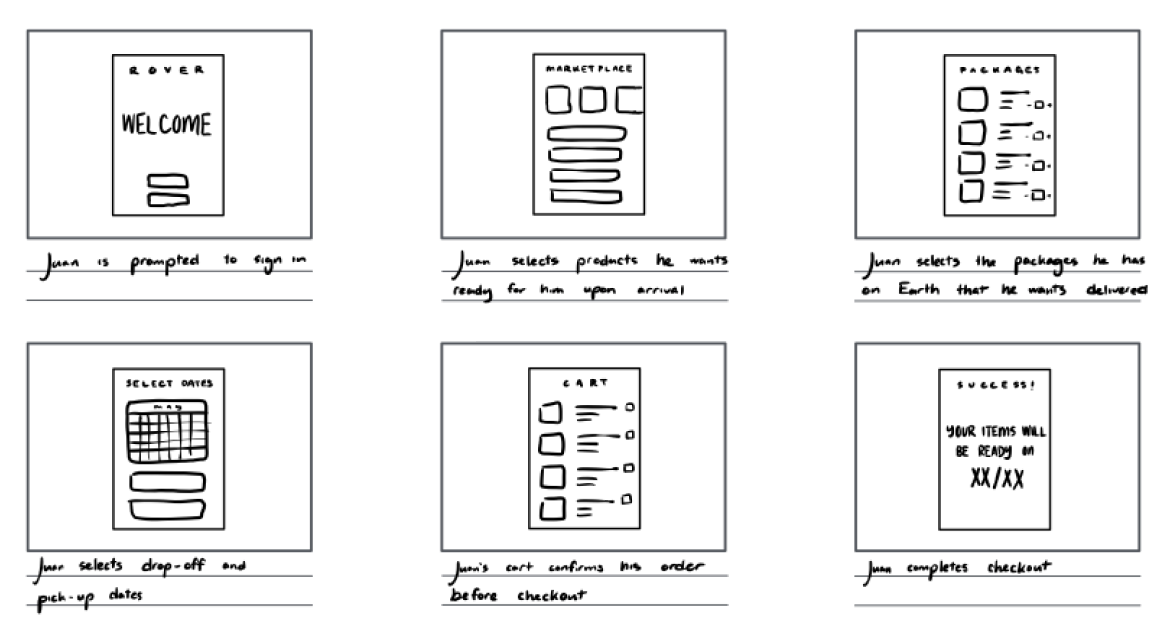 ROVER
WELCOME
Juan is prompted to sign in
MARKETPLACE
Juan selects products he wants
ready for him upon arrival
PACKAGES
Juan selects the packages he has
on Earth that he wants delivered
SELECT DATES
MAY
Juan selects drop-off and
pick-up dates
CART
Juan's cart confirms his order
before checkout
SUCCESS!
YOUR ITEMS WILL
BE READY ON
XX/XX
Juan completes checkout